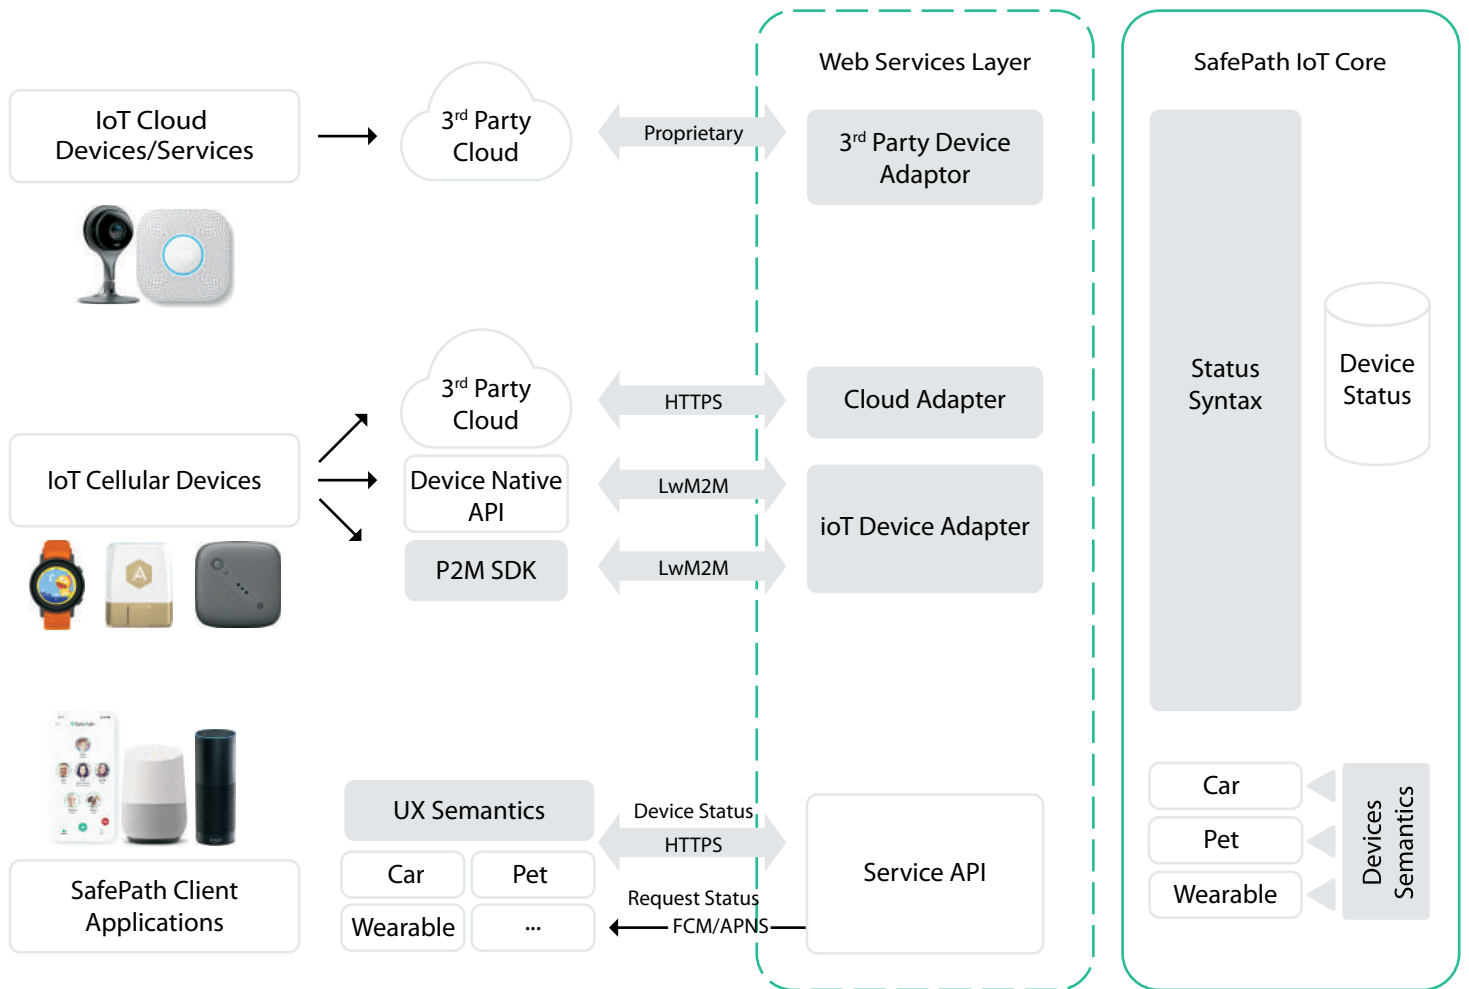 Web Services Layer
SafePath IoT Core
IoT Cloud
Devices/Services
3rd Party
Cloud
Proprietary
3rd Party Device
Adaptor
3rd Party
Cloud
HTTPS
Cloud Adapter
Status
Syntax
Device
Status
IoT Cellular Devices
Device Native
API
LwM2M
ioT Device Adapter
P2M SDK
LwM2M
UX Semantics
Device Status
HTTPS
Car
Pet
Wearable
...
Request Status
FCM/APNS
Service API
SafePath Client
Applications
Car
Pet
Wearable
Devices
Semantics